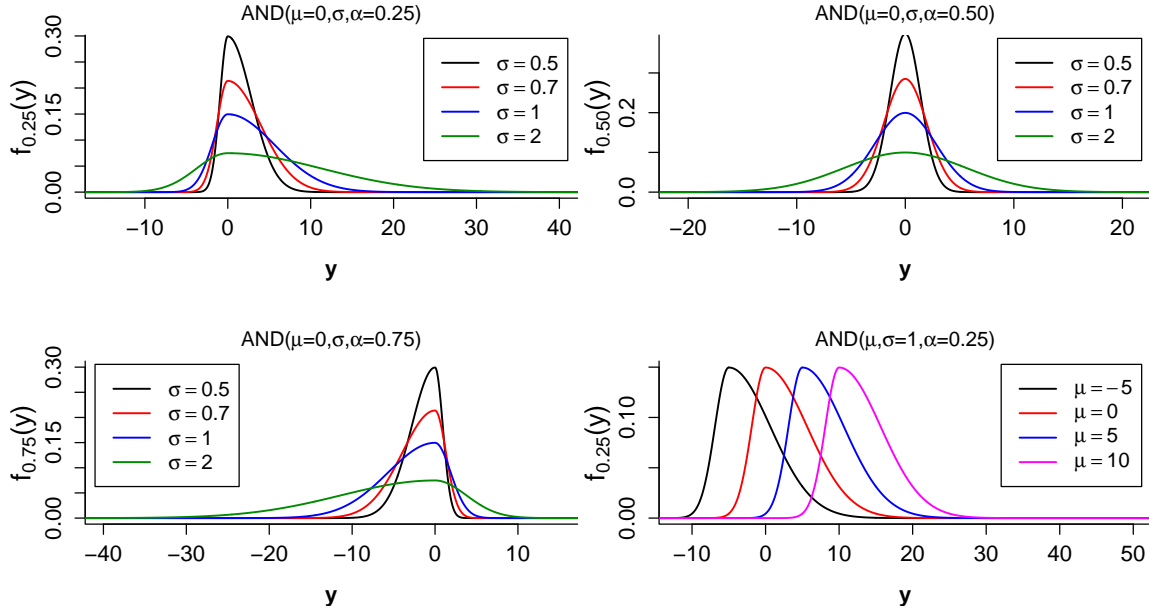 AND(μ=0,σ,α=0.25)
f0.25(y)
0.00 0.15 0.30
σ = 0.5
σ = 0.7
σ = 1
σ = 2
−10 0 10 20 30 40
y
AND(μ=0,σ,α=0.50)
f0.50(y)
0.0 0.2
σ = 0.5
σ = 0.7
σ = 1
σ = 2
−20 −10 0 10 20
y
AND(μ=0,σ,α=0.75)
f0.75(y)
0.00 0.15 0.30
σ = 0.5
σ = 0.7
σ = 1
σ = 2
−40 −30 −20 −10 0 10
y
AND(μ,σ=1,α=0.25)
f0.25(y)
0.00 0.10
μ = −5
μ = 0
μ = 5
μ = 10
−10 0 10 20 30 40 50
y